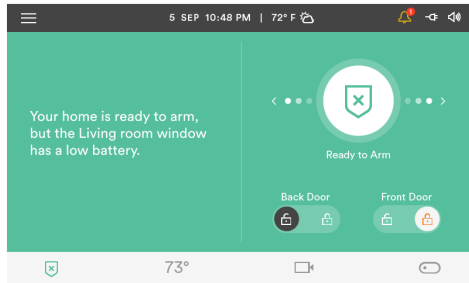 5 SEP 10:48 PM | 72° F
1
Your home is ready to arm,
but the Living room window
has a low battery.
Ready to Arm
Back Door Front Door
73°